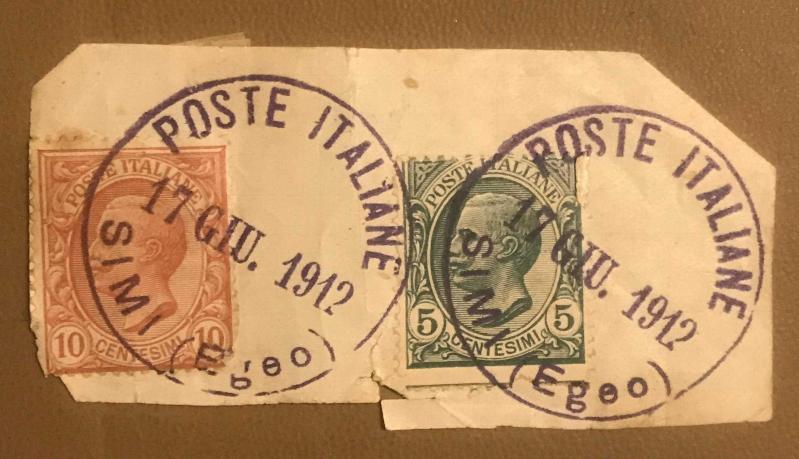 POSTE ITALIANE
17 GIU. 1912
SIMI
(Egeo)
POSTE ITALIANE
10 10
CENTESIMI
POSTE ITALIANE
17 GIU. 1912
SIMI
(Egeo)
POSTE ITALIANE
5 5
CENTESIMI